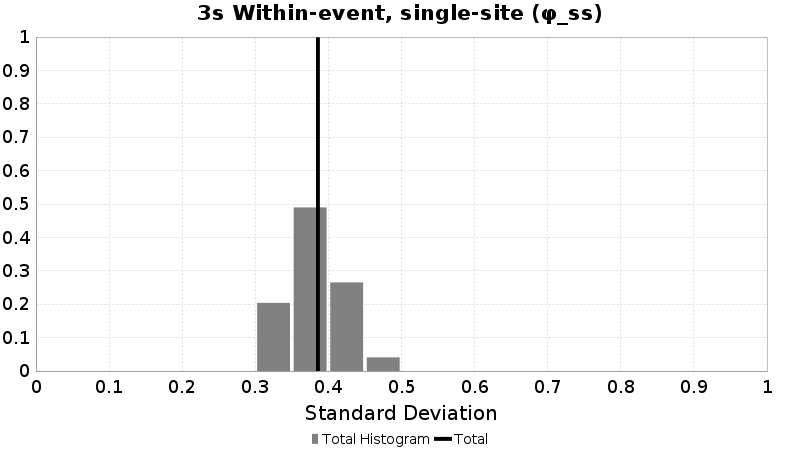 3s Within-event, single-site (φ_ss)
1
0.9
0.8
0.7
0.6
0.5
0.4
0.3
0.2
0.1
0
0 0.1 0.2 0.3 0.4 0.5 0.6 0.7 0.8 0.9 1
Standard Deviation
Total Histogram Total